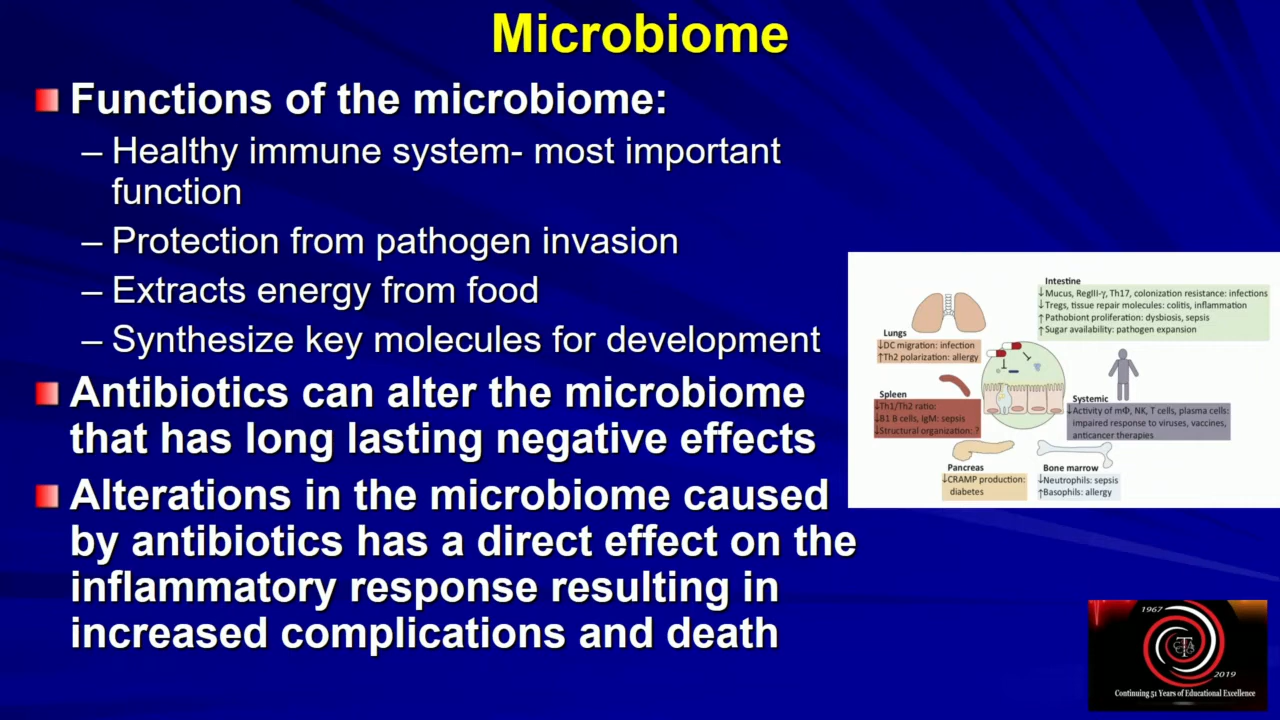 Microbiome
Functions of the microbiome:
– Healthy immune system- most important
function
– Protection from pathogen invasion
– Extracts energy from food
– Synthesize key molecules for development
Antibiotics can alter the microbiome
that has long lasting negative effects
Alterations in the microbiome caused
by antibiotics has a direct effect on the
inflammatory response resulting in
increased complications and death
Intestine
↓Mucus, RegIII-γ, Th17, colonization resistance: infections
↓Tregs, tissue repair molecules: colitis, inflammation
↑Pathobiont proliferation: dysbiosis, sepsis
↑Sugar availability: pathogen expansion
Lungs
↓DC migration: infection
↑Th2 polarization: allergy
Spleen
↓Th1/Th2 ratio:
↓B1 B cells, IgM: sepsis
↓Structural organization: ?
Systemic
↓Activity of mΦ, NK, T cells, plasma cells:
impaired response to viruses, vaccines,
anticancer therapies
Pancreas
↓CRAMP production:
diabetes
Bone marrow
↓Neutrophils: sepsis
↑Basophils: allergy
1967
2019
Continuing 51 Years of Educational Excellence